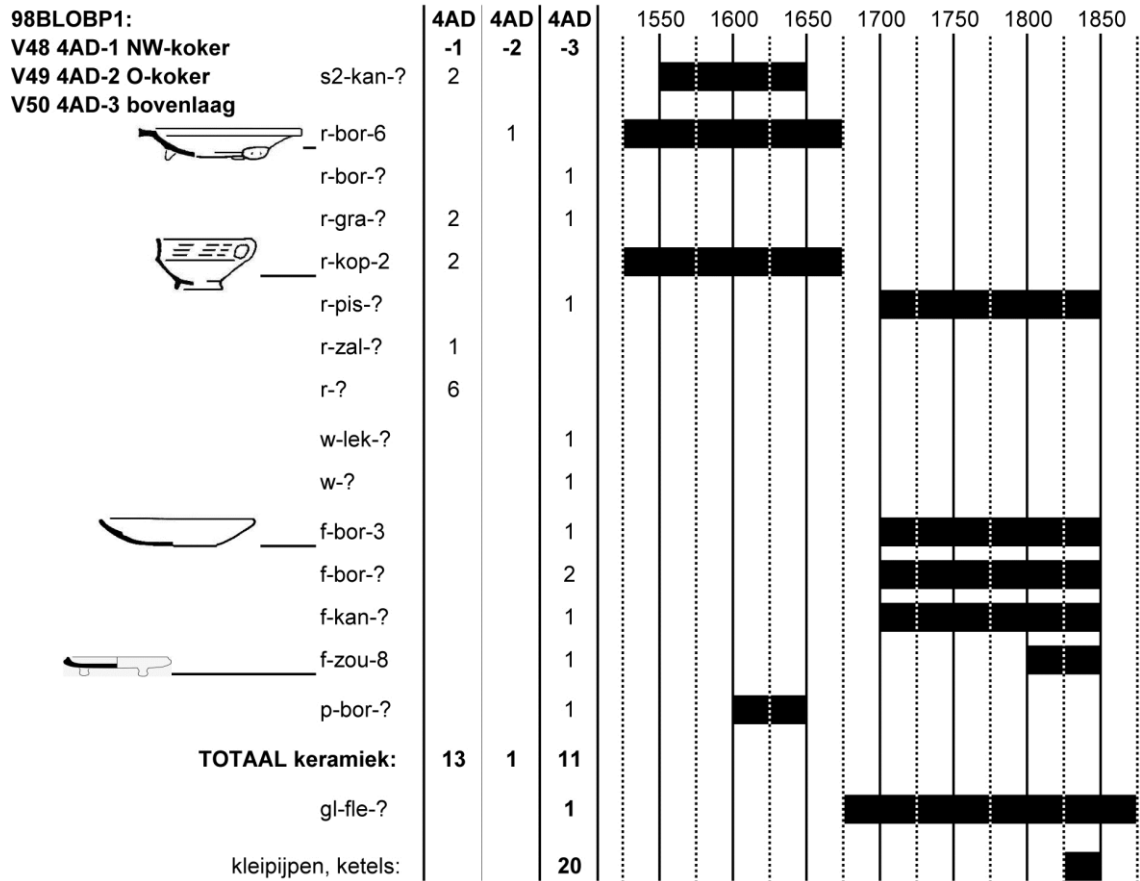 98BLOBP1: 4AD 4AD 4AD 1550 1600 1650 1700 1750 1800 1850
V48 4AD-1 NW-koker -1 -2 -3
V49 4AD-2 O-koker s2-kan-? 2
V50 4AD-3 bovenlaag
r-bor-6 1
r-bor-? 1
r-gra-? 2 1
r-kop-2 2
r-pis-? 1
r-zal-? 1
r-? 6
w-lek-? 1
w-? 1
f-bor-3 1
f-bor-? 2
f-kan-? 1
f-zou-8 1
p-bor-? 1
TOTAAL keramiek: 13 1 11
gl-fle-? 1
kleipijpen, ketels: 20